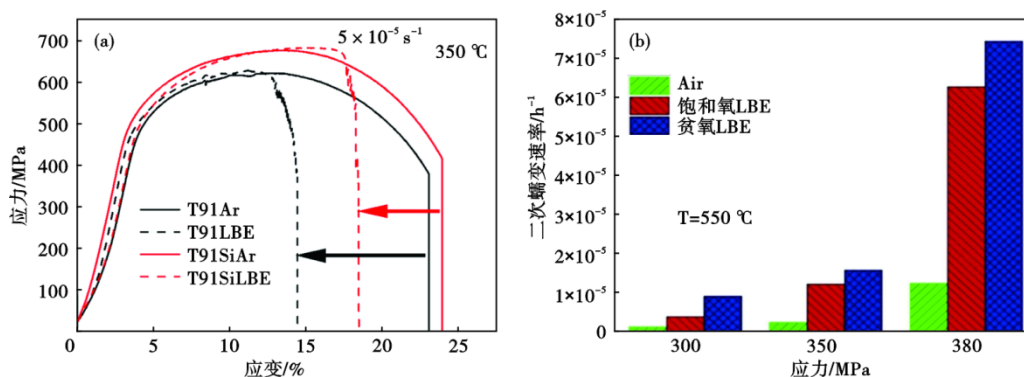 (a)
5 × 10⁻⁵ s⁻¹
350 ℃
700
600
500
400
300
200
100
0
5
10
15
20
25
应力/MPa
应变/%
T91Ar
T91LBE
T91SiAr
T91SiLBE
(b)
Air
饱和氧LBE
贫氧LBE
T=550 ℃
8×10⁻⁵
7×10⁻⁵
6×10⁻⁵
5×10⁻⁵
4×10⁻⁵
3×10⁻⁵
2×10⁻⁵
1×10⁻⁵
0
300
350
380
二次蠕变速率/h⁻¹
应力/MPa